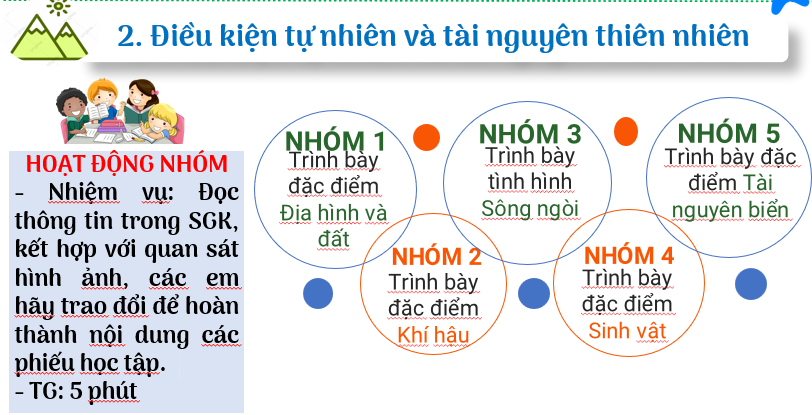 2. Điều kiện tự nhiên và tài nguyên thiên nhiên
HOẠT ĐỘNG NHÓM
- Nhiệm vụ: Đọc
thông tin trong SGK,
kết hợp với quan sát
hình ảnh, các em
hãy trao đổi để hoàn
thành nội dung các
phiếu học tập.
- TG: 5 phút
NHÓM 1
Trình bày
đặc điểm
Địa hình và
đất
NHÓM 2
Trình bày
đặc điểm
Khí hậu
NHÓM 3
Trình bày
tình hình
Sông ngòi
NHÓM 4
Trình bày
đặc điểm
Sinh vật
NHÓM 5
Trình bày đặc
điểm Tài
nguyên biển